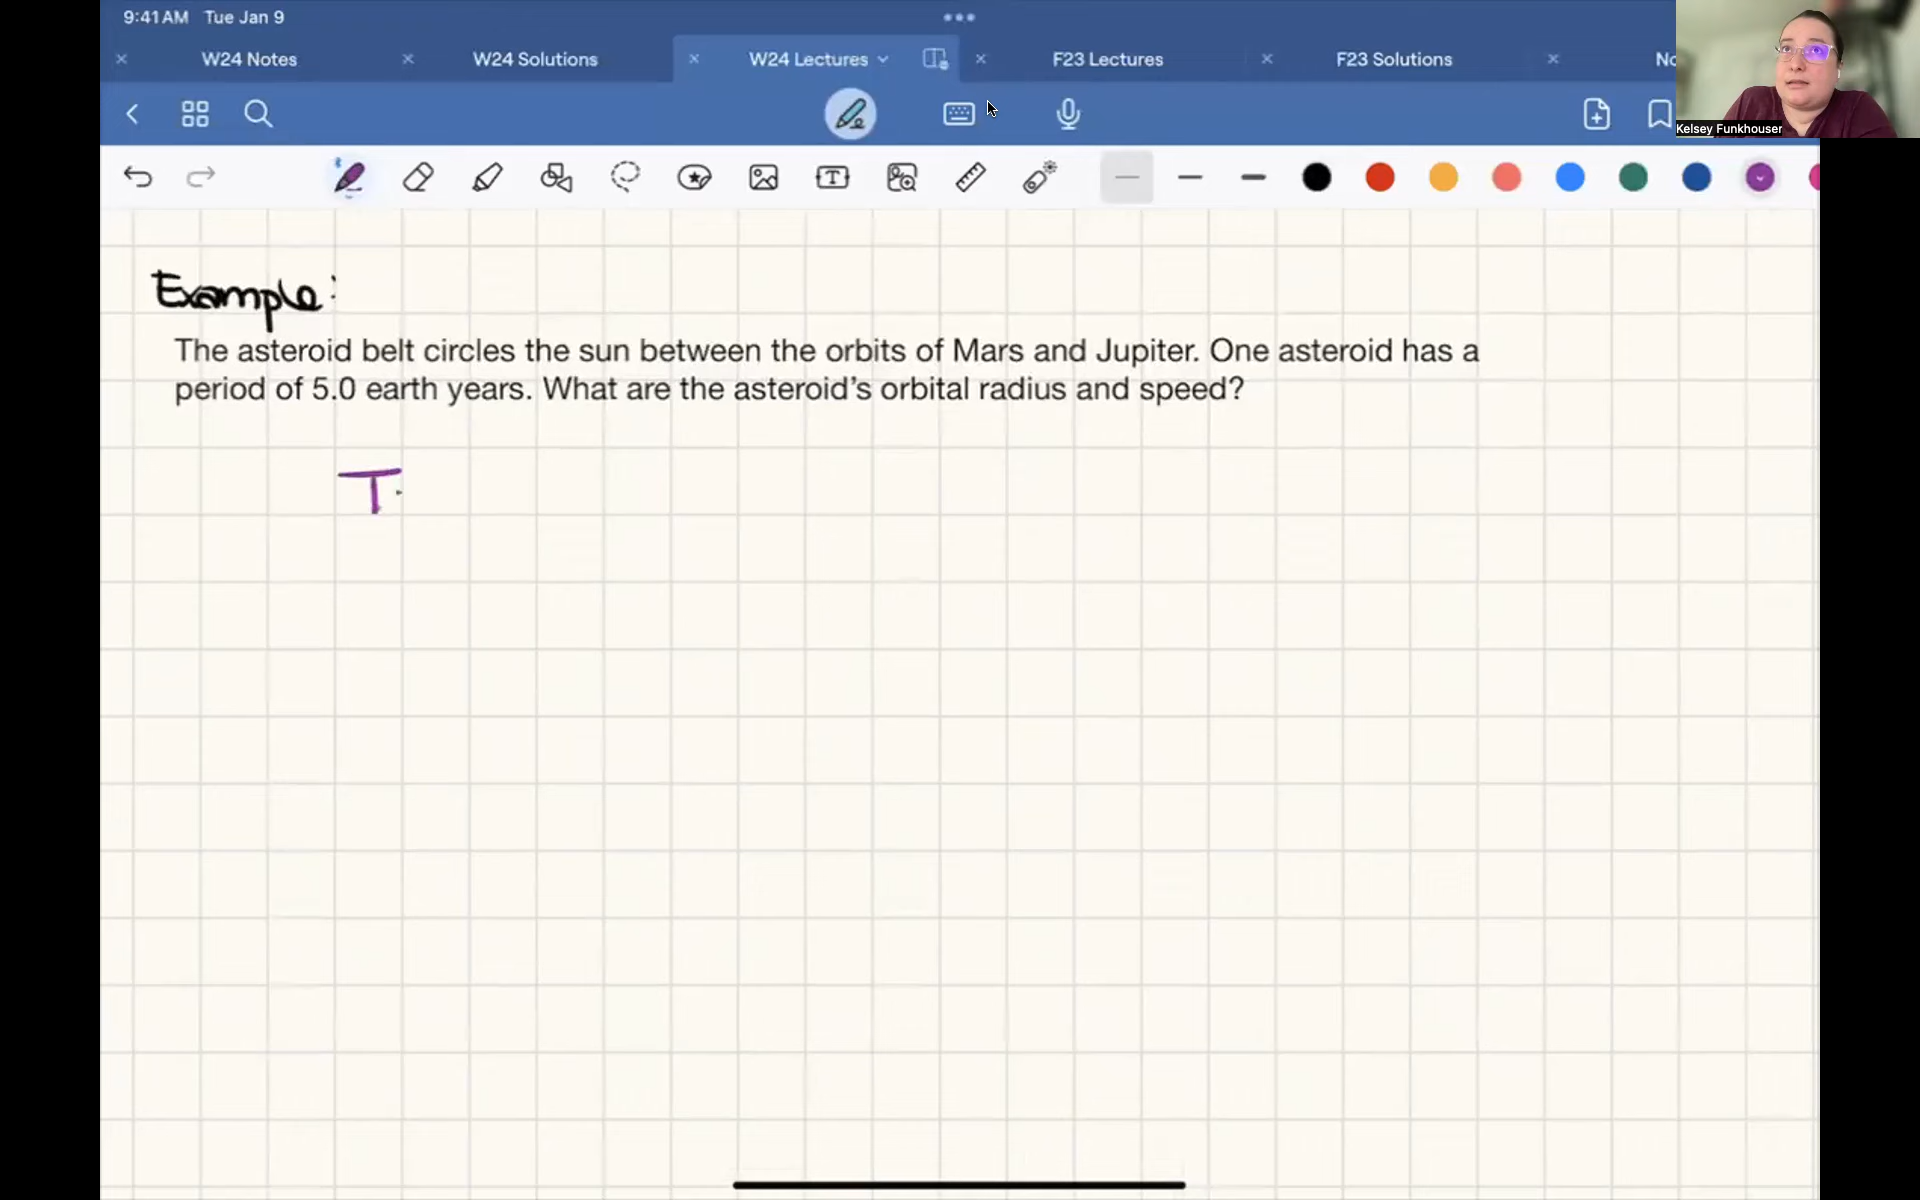 9:41 AM Tue Jan 9
W24 Notes
W24 Solutions
W24 Lectures
F23 Lectures
F23 Solutions
Kelsey Funkhouser
Example:
The asteroid belt circles the sun between the orbits of Mars and Jupiter. One asteroid has a
period of 5.0 earth years. What are the asteroid's orbital radius and speed?
T